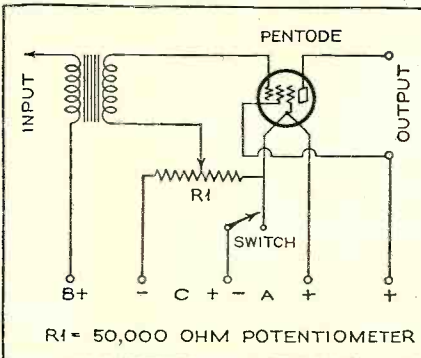 PENTODE
INPUT
OUTPUT
R1
SWITCH
B+ - C + - A + +
R1 = 50,000 OHM POTENTIOMETER